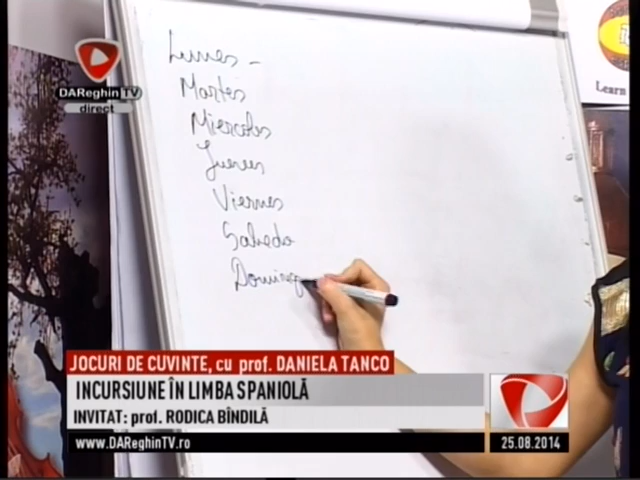 Lunes -
Martes
Miercoles
Jueves
Viernes
Sabado
Doming
DAReghin TV
direct
Learn
JOCURI DE CUVINTE, cu prof. DANIELA TANCO
INCURSIUNE ÎN LIMBA SPANIOLĂ
INVITAT: prof. RODICA BÎNDILĂ
www.DAReghinTV.ro
25.08.2014